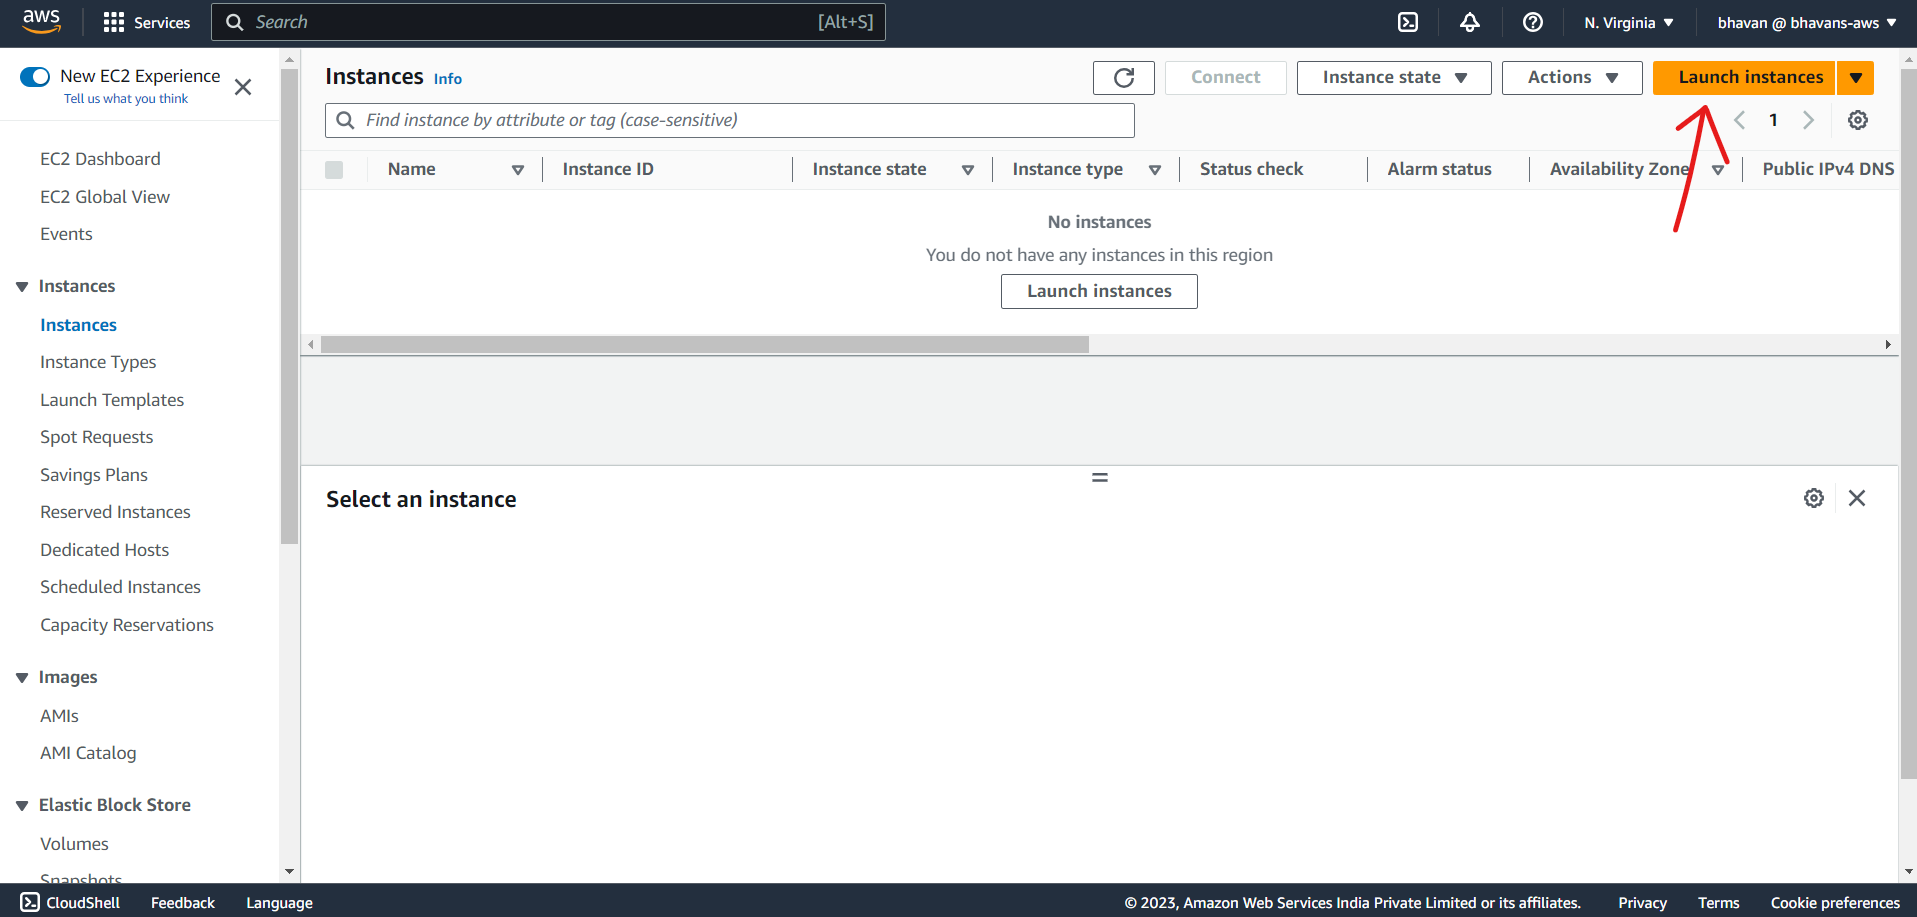 aws
Services
Search
[Alt+S]
N. Virginia
bhavan @ bhavans-aws
New EC2 Experience
Tell us what you think
EC2 Dashboard
EC2 Global View
Events
Instances
Instances
Instance Types
Launch Templates
Spot Requests
Savings Plans
Reserved Instances
Dedicated Hosts
Scheduled Instances
Capacity Reservations
Images
AMIs
AMI Catalog
Elastic Block Store
Volumes
Snapshots
Instances Info
Connect
Instance state
Actions
Launch instances
Find instance by attribute or tag (case-sensitive)
1
Name
Instance ID
Instance state
Instance type
Status check
Alarm status
Availability Zone
Public IPv4 DNS
No instances
You do not have any instances in this region
Launch instances
Select an instance
CloudShell
Feedback
Language
© 2023, Amazon Web Services India Private Limited or its affiliates.
Privacy
Terms
Cookie preferences